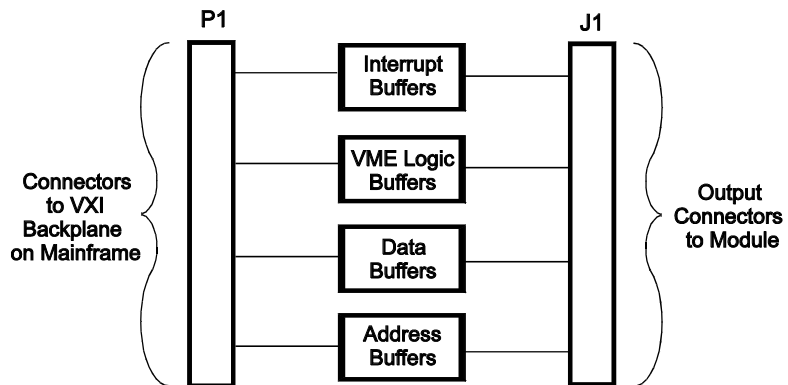 P1
J1
Interrupt
Buffers
VME Logic
Buffers
Data
Buffers
Address
Buffers
Connectors
to VXI
Backplane
on Mainframe
Output
Connectors
to Module